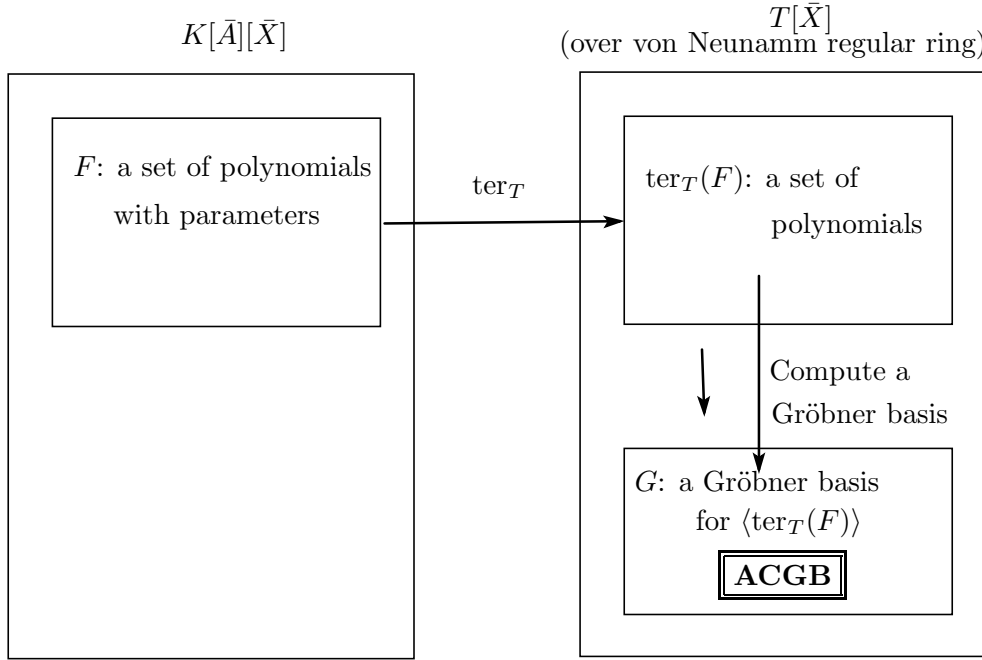 K[Ā][X̄]
T[X̄]
(over von Neunamm regular ring)
F: a set of polynomials
with parameters
ter_T
ter_T(F): a set of
polynomials
Compute a
Gröbner basis
G: a Gröbner basis
for ⟨ter_T(F)⟩
ACGB